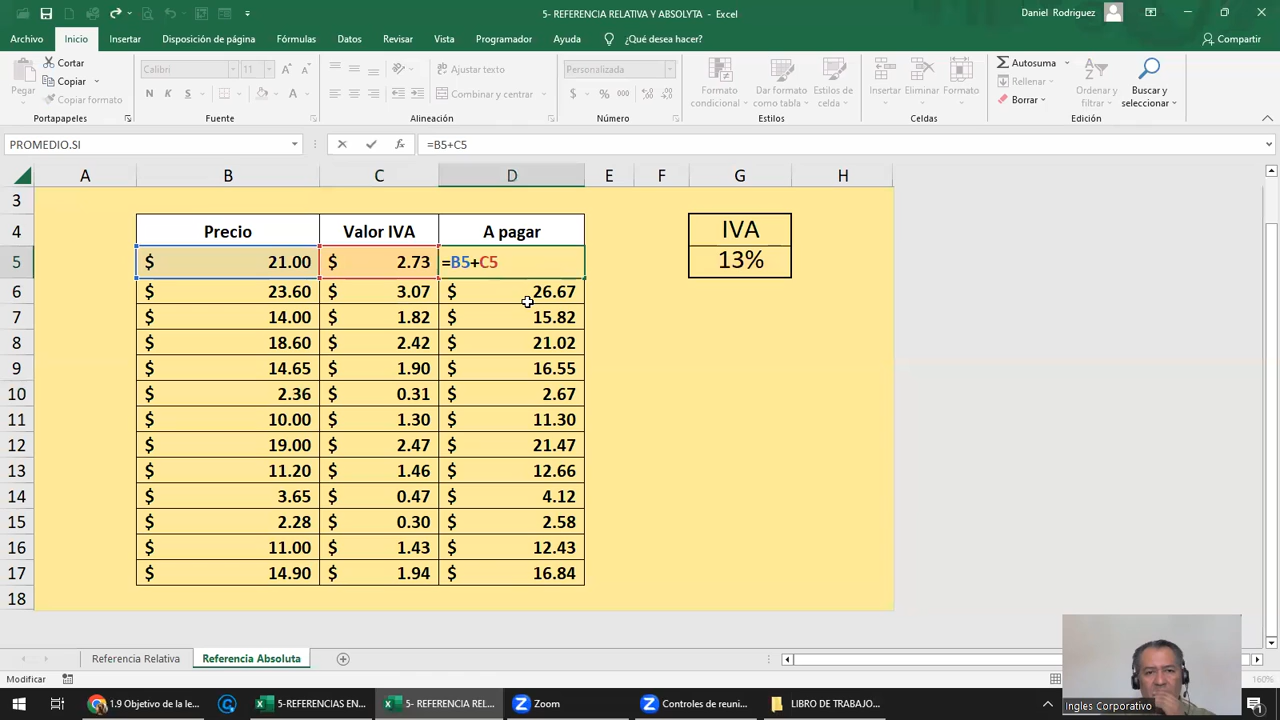 5- REFERENCIA RELATIVA Y ABSOLYTA - Excel
Daniel Rodriguez
Archivo Inicio Insertar Disposición de página Fórmulas Datos Revisar Vista Programador Ayuda ¿Qué desea hacer? Compartir
Pegar
Cortar
Copiar
Copiar formato
Portapapeles
Calibri 11
N K S
Fuente
Ajustar texto
Combinar y centrar
Alineación
Personalizada
$ % 000
Número
Formato condicional
Dar formato como tabla
Estilos de celda
Estilos
Insertar Eliminar Formato
Celdas
Autosuma
Rellenar
Borrar
Ordenar y filtrar
Buscar y seleccionar
Edición
PROMEDIO.SI fx =B5+C5
A B C D E F G H
3
4 Precio Valor IVA A pagar IVA
5 $ 21.00 $ 2.73 =B5+C5 13%
6 $ 23.60 $ 3.07 $ 26.67
7 $ 14.00 $ 1.82 $ 15.82
8 $ 18.60 $ 2.42 $ 21.02
9 $ 14.65 $ 1.90 $ 16.55
10 $ 2.36 $ 0.31 $ 2.67
11 $ 10.00 $ 1.30 $ 11.30
12 $ 19.00 $ 2.47 $ 21.47
13 $ 11.20 $ 1.46 $ 12.66
14 $ 3.65 $ 0.47 $ 4.12
15 $ 2.28 $ 0.30 $ 2.58
16 $ 11.00 $ 1.43 $ 12.43
17 $ 14.90 $ 1.94 $ 16.84
18
Referencia Relativa Referencia Absoluta
Modificar 160%
Ingles Corporativo
1.9 Objetivo de la le... 5-REFERENCIAS EN... 5- REFERENCIA REL... Zoom Controles de reuni... LIBRO DE TRABAJO...